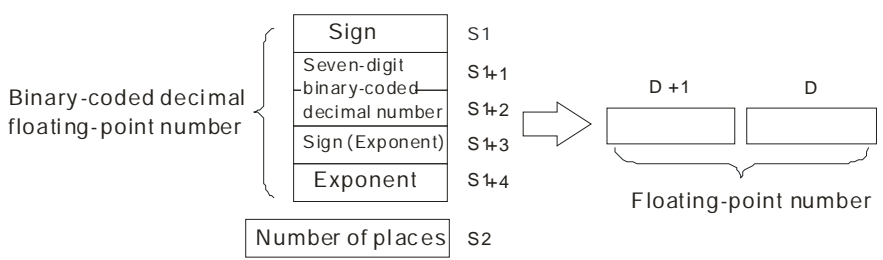 Binary-coded decimal
floating-point number
Sign
S1
Seven-digit
binary-coded
decimal number
S1+1
S1+2
Sign (Exponent)
S1+3
Exponent
S1+4
Number of places
S2
D +1
D
Floating-point number